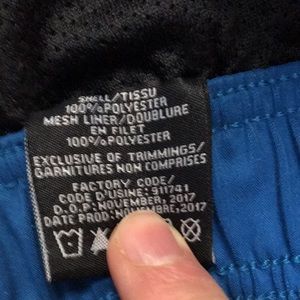 SHELL/TISSU
100% POLYESTER
MESH LINER/DOUBLURE
EN FILET
100% POLYESTER
EXCLUSIVE OF TRIMMINGS/
GARNITURES NON COMPRISES
FACTORY CODE/
CODE D'USINE: 911741
D.O.P: NOVEMBER, 2017
DATE PROD: NOVEMBRE, 2017